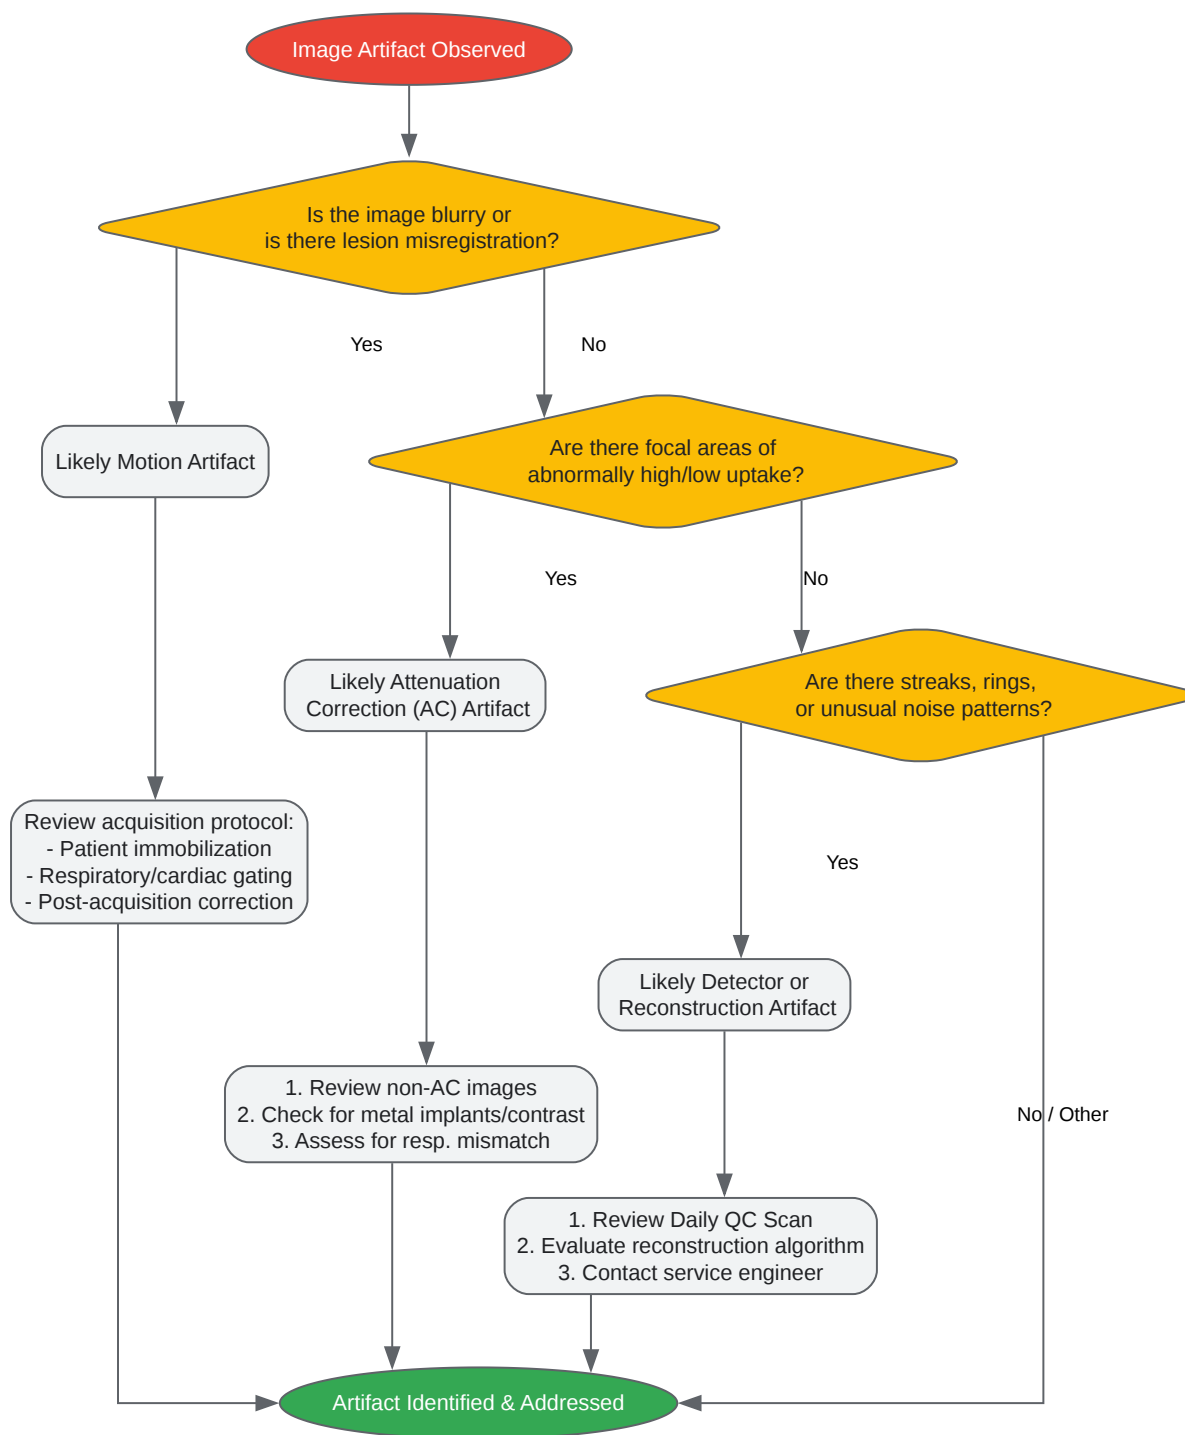 Image Artifact Observed
Is the image blurry or
is there lesion misregistration?
Yes
No
Likely Motion Artifact
Are there focal areas of
abnormally high/low uptake?
Yes
No
Likely Attenuation
Correction (AC) Artifact
Are there streaks, rings,
or unusual noise patterns?
Review acquisition protocol:
- Patient immobilization
- Respiratory/cardiac gating
- Post-acquisition correction
Yes
Likely Detector or
Reconstruction Artifact
1. Review non-AC images
2. Check for metal implants/contrast
3. Assess for resp. mismatch
No / Other
1. Review Daily QC Scan
2. Evaluate reconstruction algorithm
3. Contact service engineer
Artifact Identified & Addressed